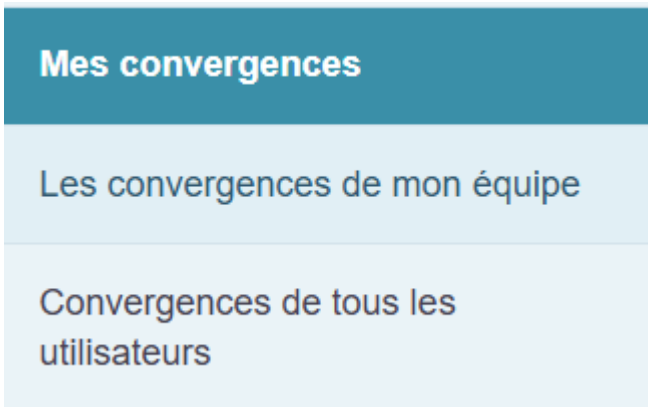 Mes convergences
Les convergences de mon équipe
Convergences de tous les
utilisateurs